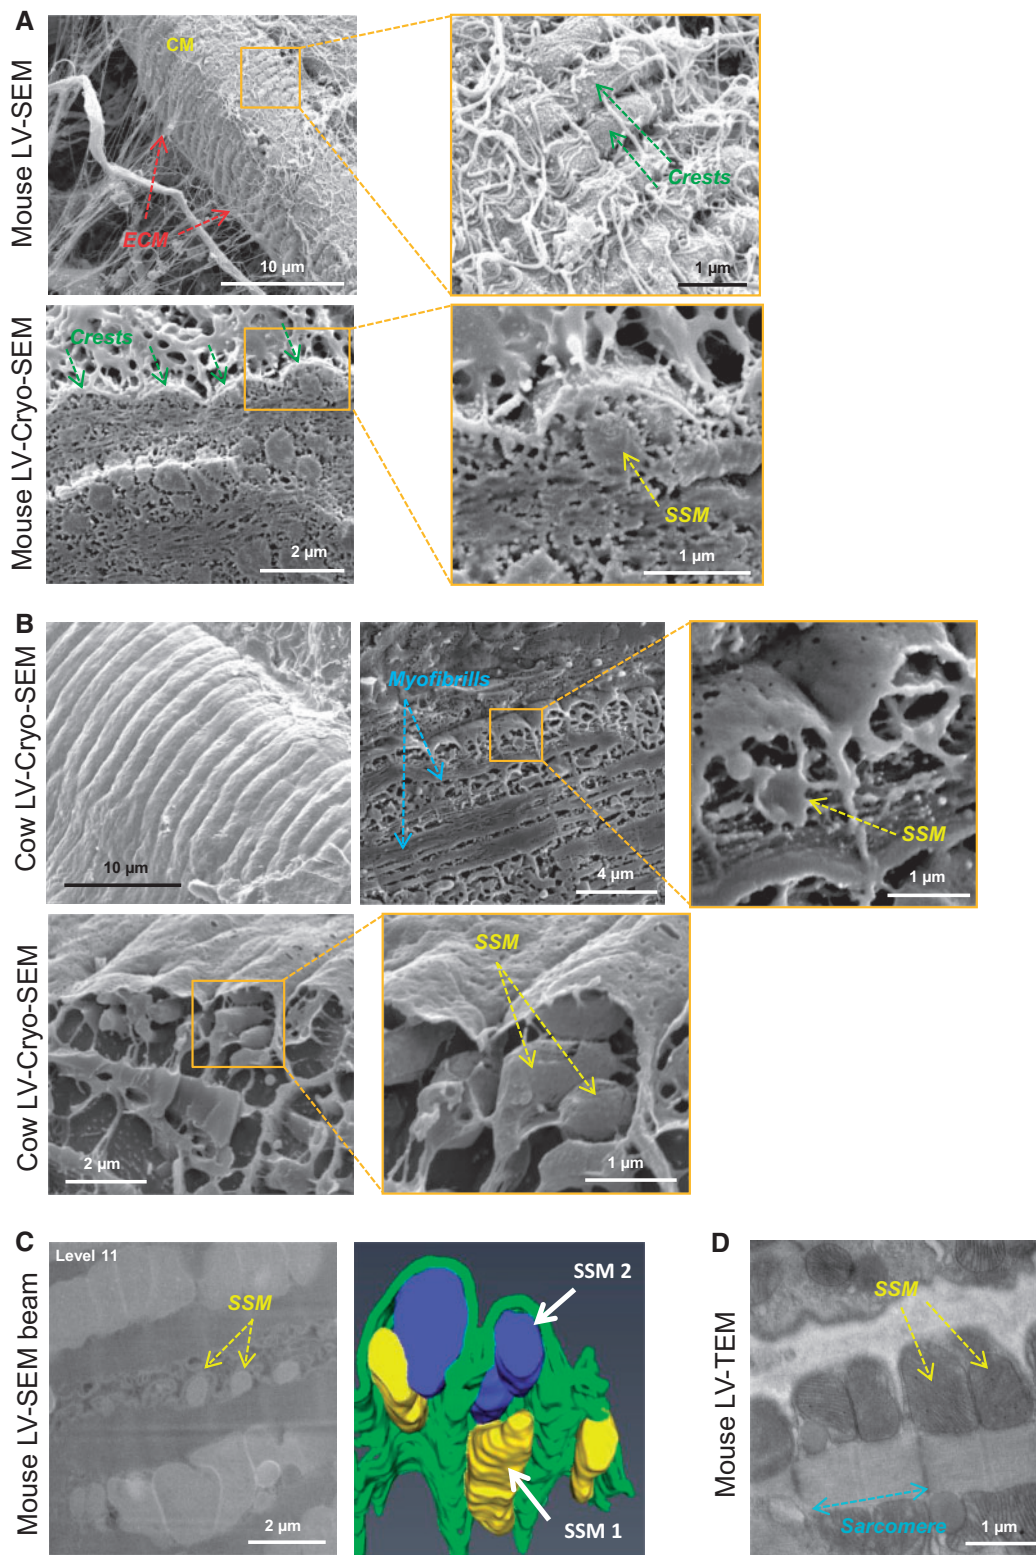 A
Mouse LV-SEM
CM
ECM
10 µm
Crests
1 µm
Mouse LV-Cryo-SEM
Crests
2 µm
SSM
1 µm
B
Cow LV-Cryo-SEM
10 µm
Myofibrills
4 µm
SSM
1 µm
Cow LV-Cryo-SEM
2 µm
SSM
1 µm
C
Mouse LV-SEM beam
Level 11
SSM
2 µm
SSM 2
SSM 1
D
Mouse LV-TEM
SSM
Sarcomere
1 µm